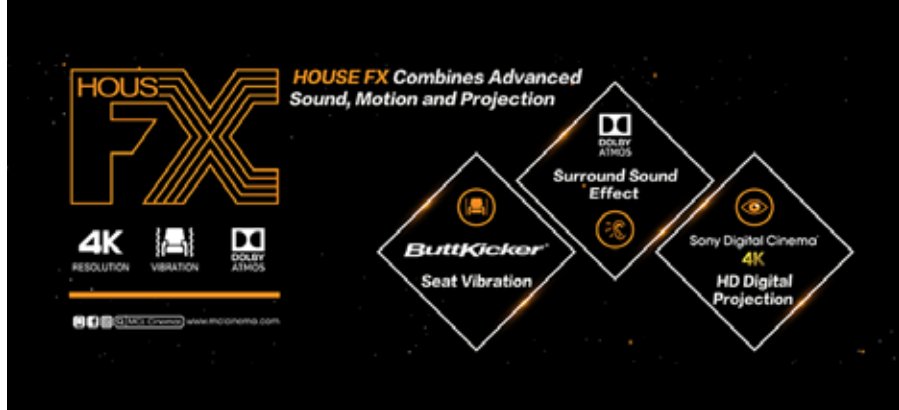 HOUSE
FX
HOUSE FX Combines Advanced
Sound, Motion and Projection
4K
RESOLUTION
VIBRATION
DOLBY
ATMOS
MCL Cinemas
www.mclcinema.com
ButtKicker®
Seat Vibration
DOLBY
ATMOS
Surround Sound
Effect
Sony Digital Cinema
4K
HD Digital
Projection